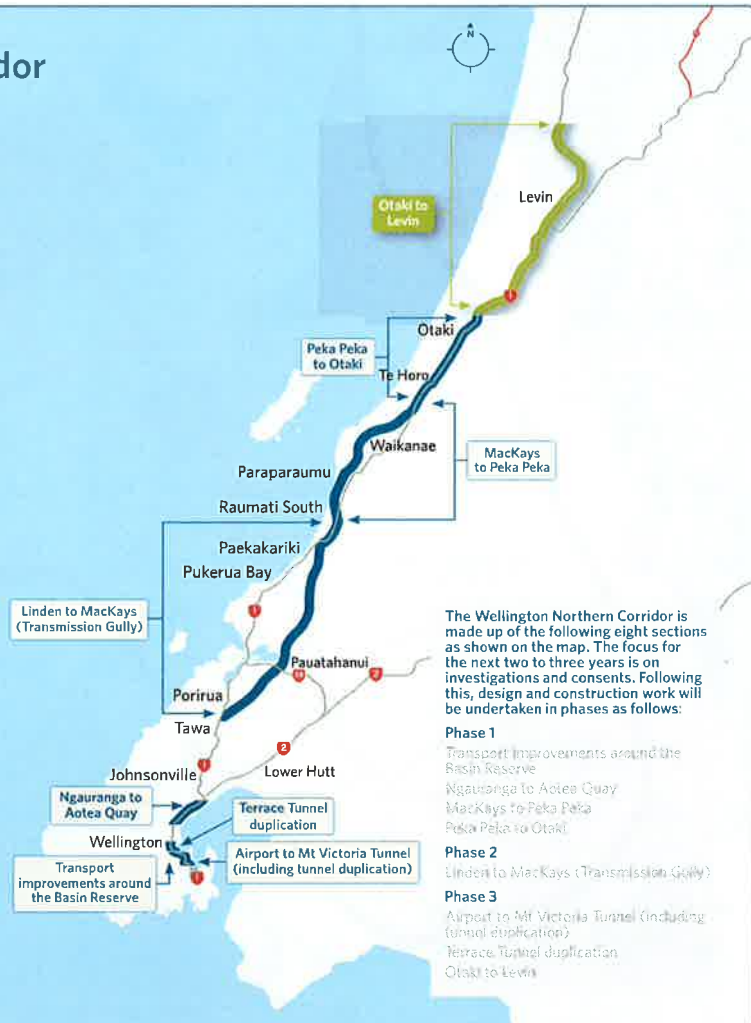 dor
N
Levin
Otaki to
Levin
1
Otaki
Peka Peka
to Otaki
Te Horo
Waikanae
MacKays
to Peka Peka
Paraparaumu
Raumati South
Paekakariki
Pukerua Bay
Linden to MacKays
(Transmission Gully)
1
Pauatahanui
58
2
Porirua
Tawa
2
1
Johnsonville
Lower Hutt
Ngauranga to
Aotea Quay
Terrace Tunnel
duplication
Wellington
Airport to Mt Victoria Tunnel
(including tunnel duplication)
Transport
improvements around
the Basin Reserve
1
The Wellington Northern Corridor is
made up of the following eight sections
as shown on the map. The focus for
the next two to three years is on
investigations and consents. Following
this, design and construction work will
be undertaken in phases as follows:
Phase 1
Transport improvements around the
Basin Reserve
Ngauranga to Aotea Quay
MacKays to Peka Peka
Peka Peka to Otaki
Phase 2
Linden to MacKays (Transmission Gully)
Phase 3
Airport to Mt Victoria Tunnel (including
tunnel duplication)
Terrace Tunnel duplication
Otaki to Levin